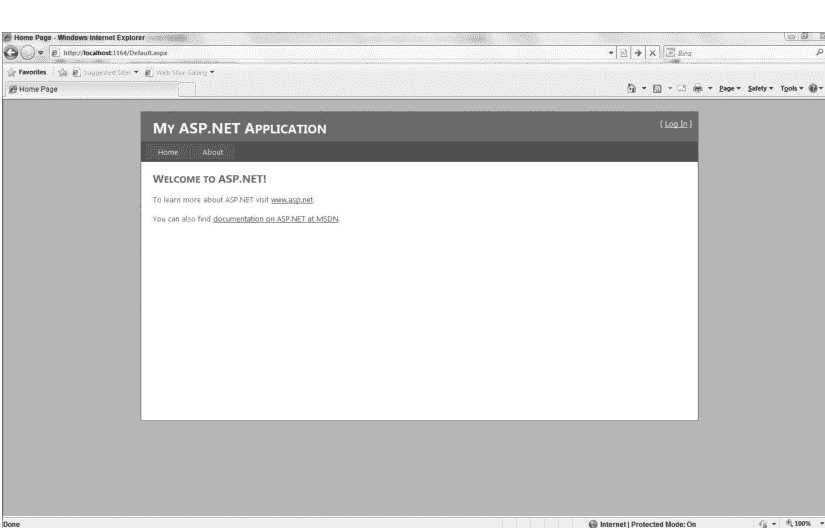 Home Page - Windows Internet Explorer
http://localhost:1164/Default.aspx
Bing
Favorites Suggested Sites Web Slice Gallery
Home Page
Page Safety Tools
MY ASP.NET APPLICATION
[ Log In ]
Home About
WELCOME TO ASP.NET!
To learn more about ASP.NET visit www.asp.net.
You can also find documentation on ASP.NET at MSDN.
Done
Internet | Protected Mode: On
100%